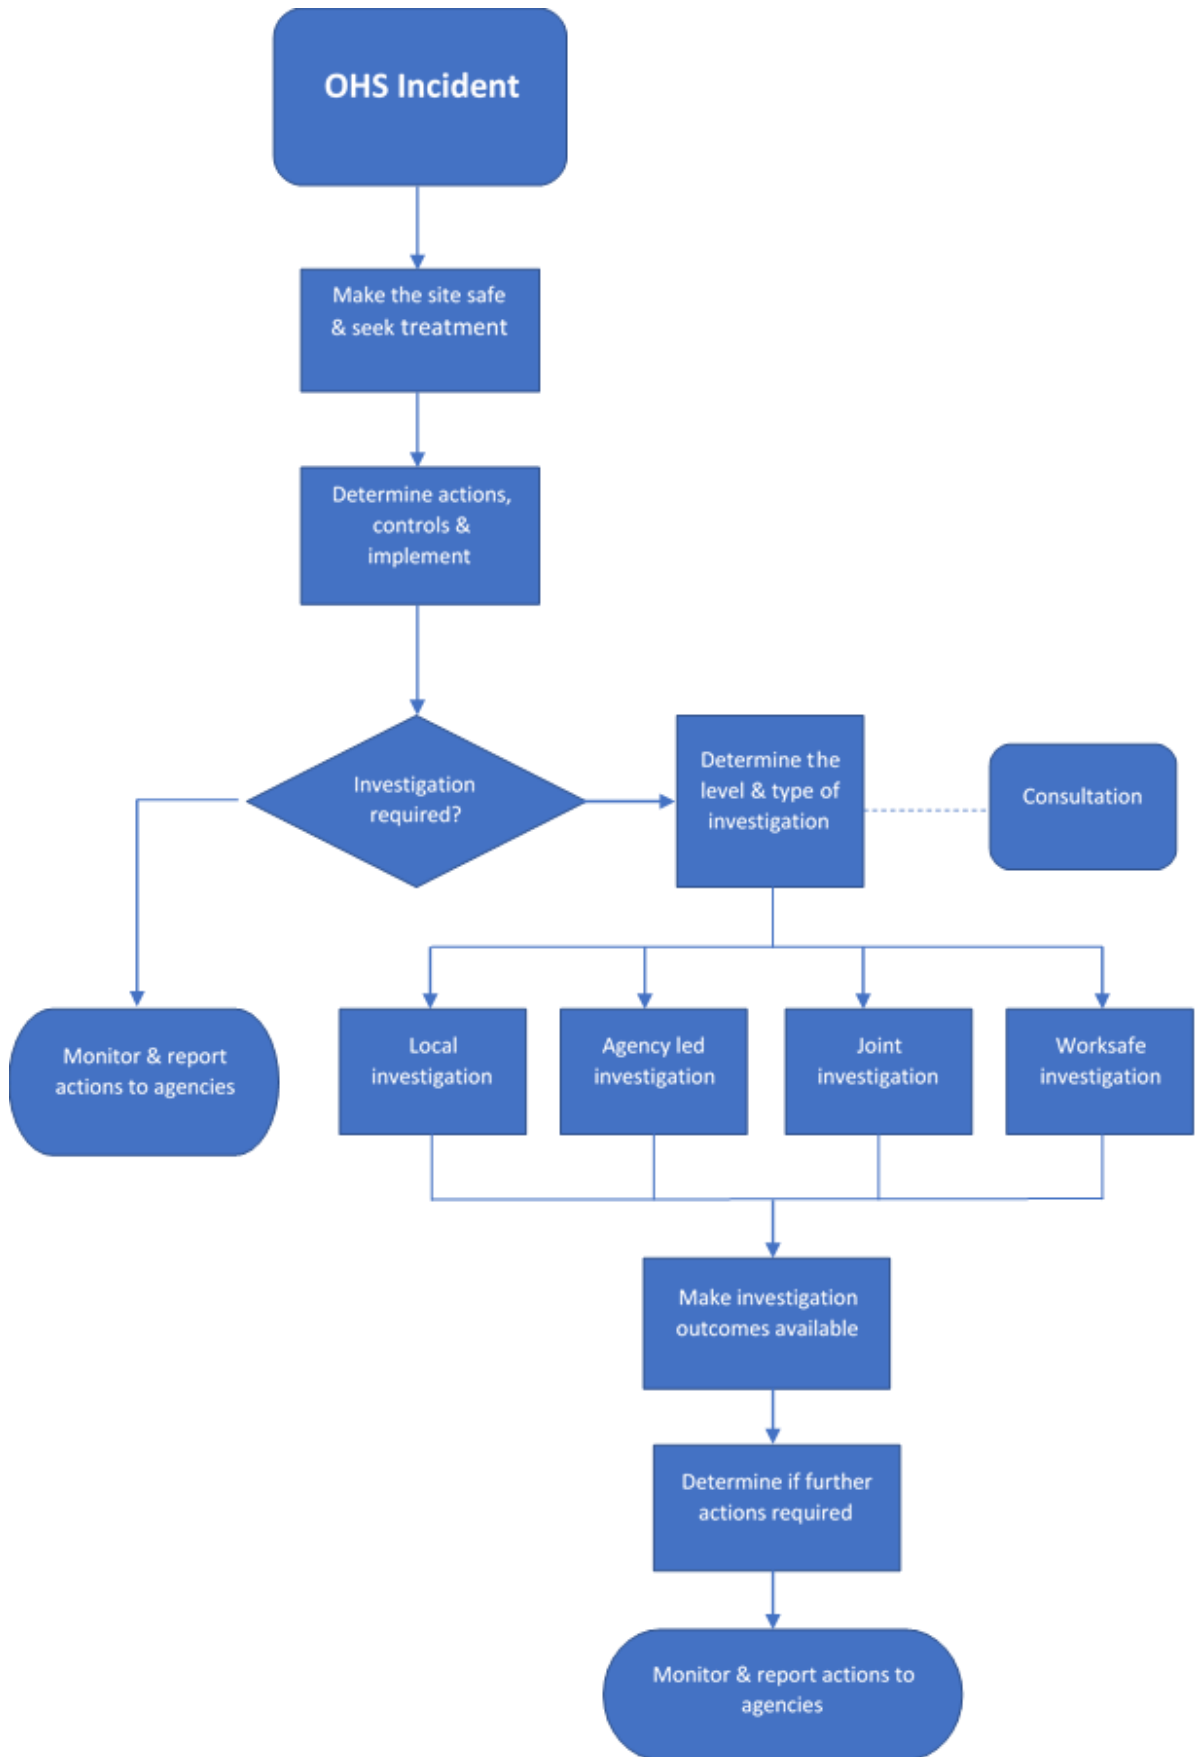 OHS Incident
Make the site safe
& seek treatment
Determine actions,
controls &
implement
Investigation
required?
Determine the
level & type of
investigation
Consultation
Monitor & report
actions to agencies
Local
investigation
Agency led
investigation
Joint
investigation
Worksafe
investigation
Make investigation
outcomes available
Determine if further
actions required
Monitor & report actions to
agencies